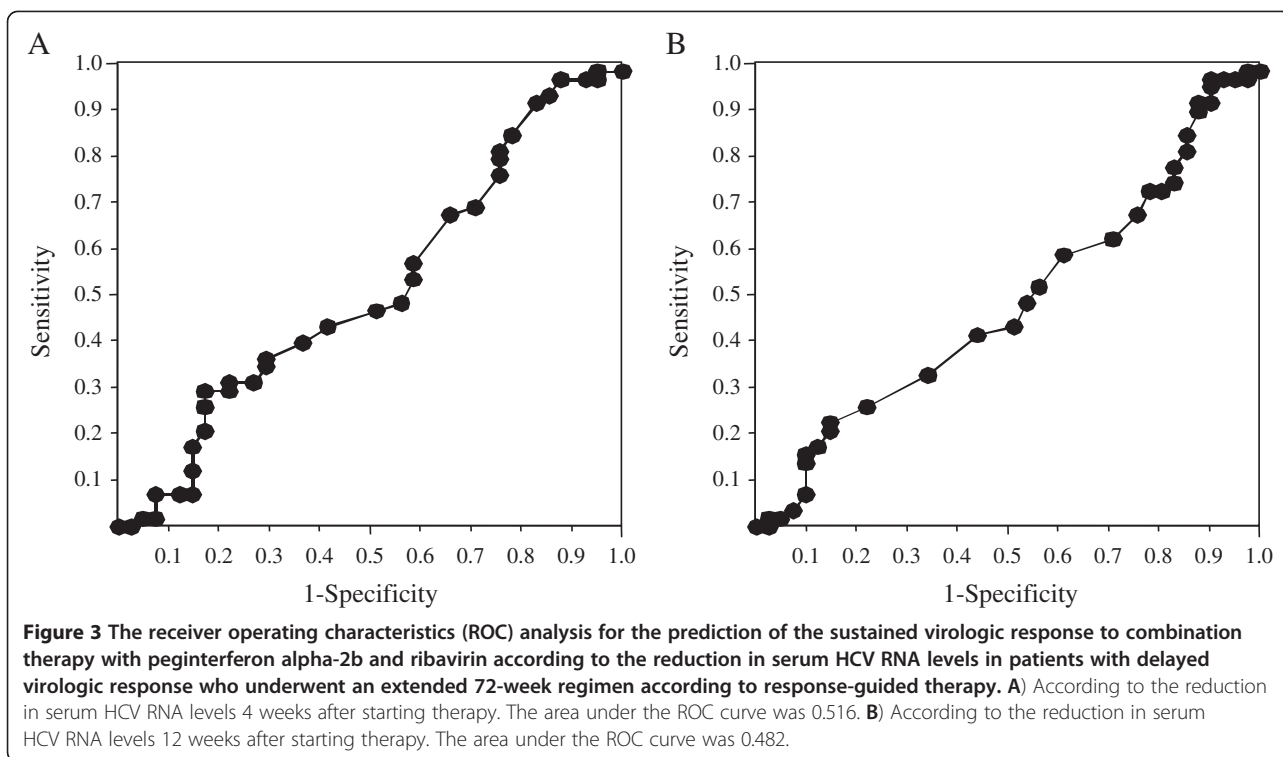 A
B
1.0
0.9
0.8
0.7
0.6
0.5
0.4
0.3
0.2
0.1
Sensitivity
0.1 0.2 0.3 0.4 0.5 0.6 0.7 0.8 0.9 1.0
1-Specificity
1.0
0.9
0.8
0.7
0.6
0.5
0.4
0.3
0.2
0.1
Sensitivity
0.1 0.2 0.3 0.4 0.5 0.6 0.7 0.8 0.9 1.0
1-Specificity
Figure 3 The receiver operating characteristics (ROC) analysis for the prediction of the sustained virologic response to combination
therapy with peginterferon alpha-2b and ribavirin according to the reduction in serum HCV RNA levels in patients with delayed
virologic response who underwent an extended 72-week regimen according to response-guided therapy. A) According to the reduction
in serum HCV RNA levels 4 weeks after starting therapy. The area under the ROC curve was 0.516. B) According to the reduction in serum
HCV RNA levels 12 weeks after starting therapy. The area under the ROC curve was 0.482.